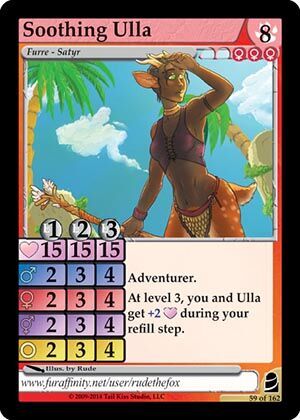 Soothing Ulla
8
Furre - Satyr
1 2 3
15 15 15
2 3 4
2 3 4
2 3 4
2 3 4
Adventurer.
At level 3, you and Ulla
get +2 during your
refill step.
Illus. by Rude
www.furaffinity.net/user/rudethefox
©2009-2018 Tail Kiss Studio, LLC
59 of 162